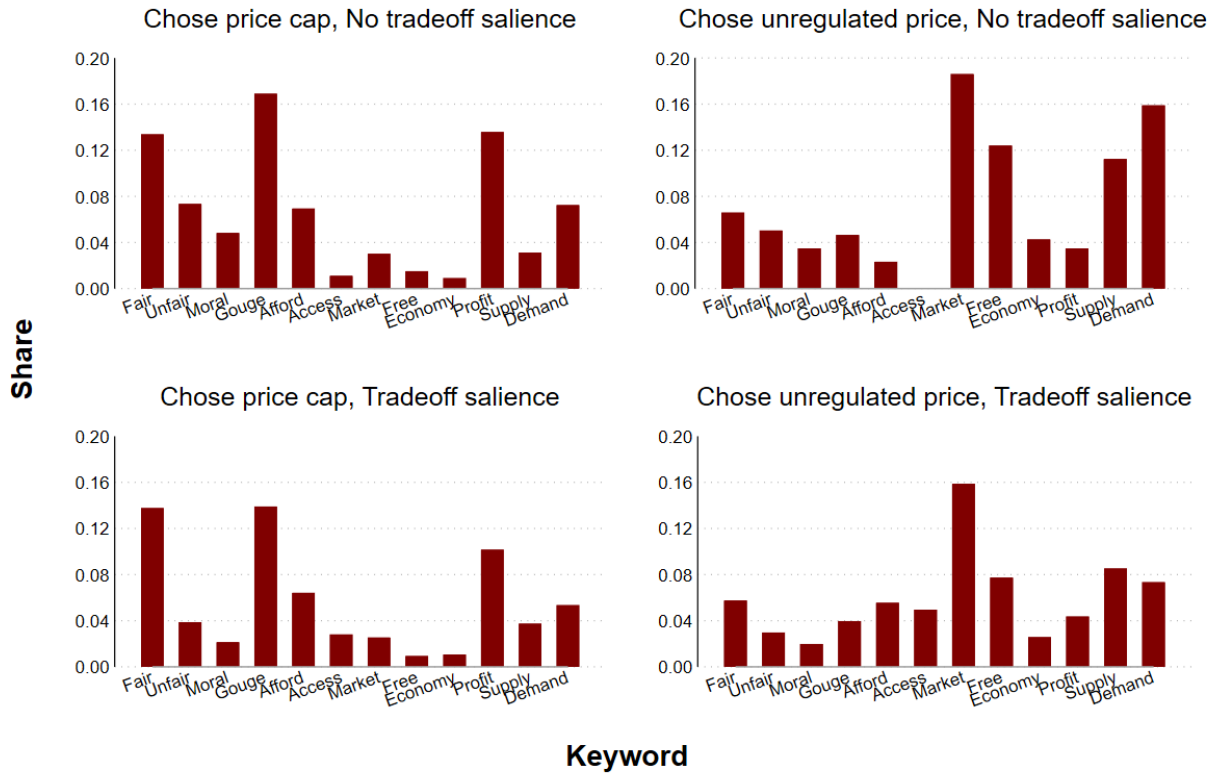 Chose price cap, No tradeoff salience
0.20
0.16
0.12
0.08
0.04
0.00
Fair Unfair Moral Gouge Afford Access Market Free Economy Profit Supply Demand
Chose unregulated price, No tradeoff salience
0.20
0.16
0.12
0.08
0.04
0.00
Fair Unfair Moral Gouge Afford Access Market Free Economy Profit Supply Demand
Share
Chose price cap, Tradeoff salience
0.20
0.16
0.12
0.08
0.04
0.00
Fair Unfair Moral Gouge Afford Access Market Free Economy Profit Supply Demand
Chose unregulated price, Tradeoff salience
0.20
0.16
0.12
0.08
0.04
0.00
Fair Unfair Moral Gouge Afford Access Market Free Economy Profit Supply Demand
Keyword